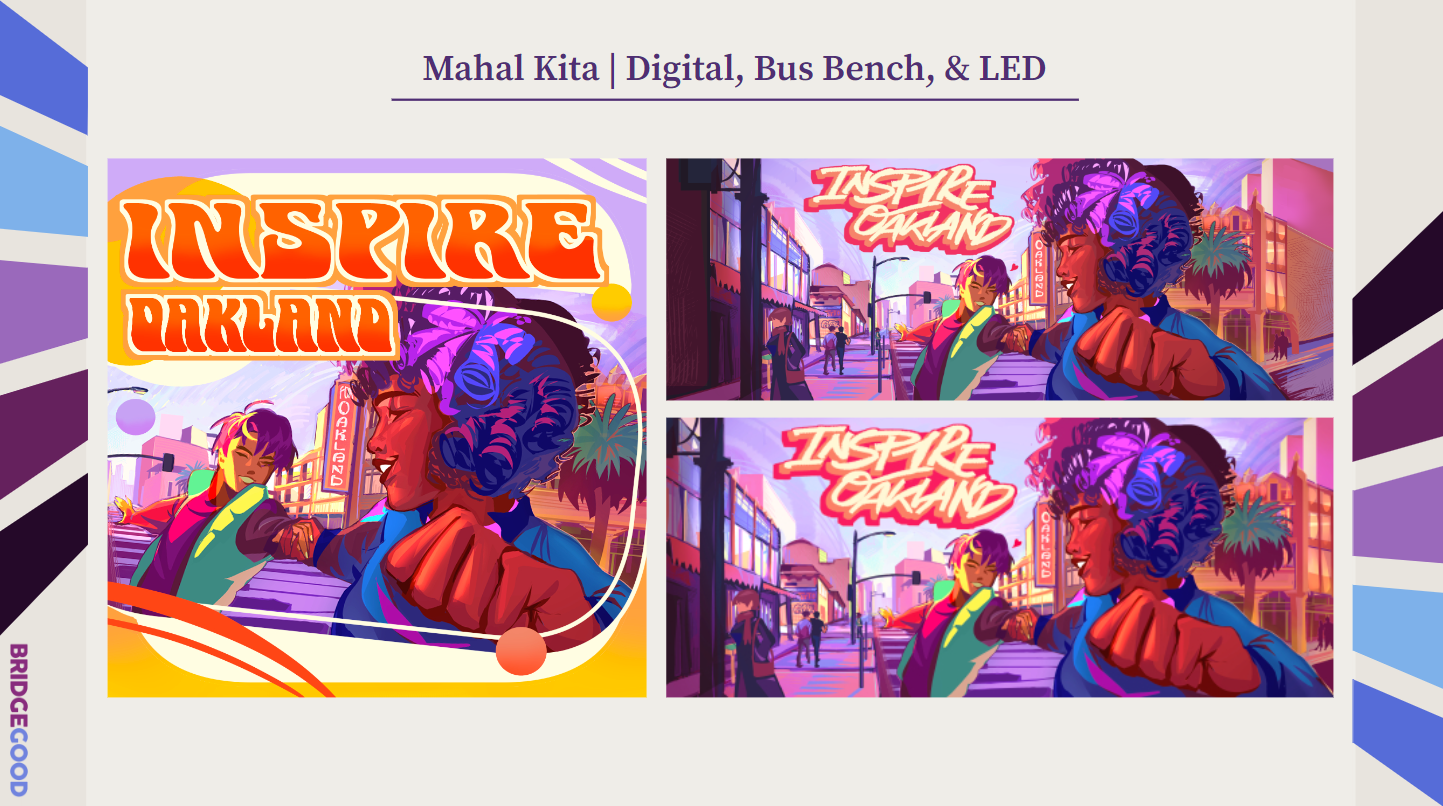 Mahal Kita | Digital, Bus Bench, & LED
INSPIRE
OAKLAND
OAKLAND
INSPIRE
OAKLAND
OAKLAND
INSPIRE
OAKLAND
OAKLAND
BRIDGEGOOD